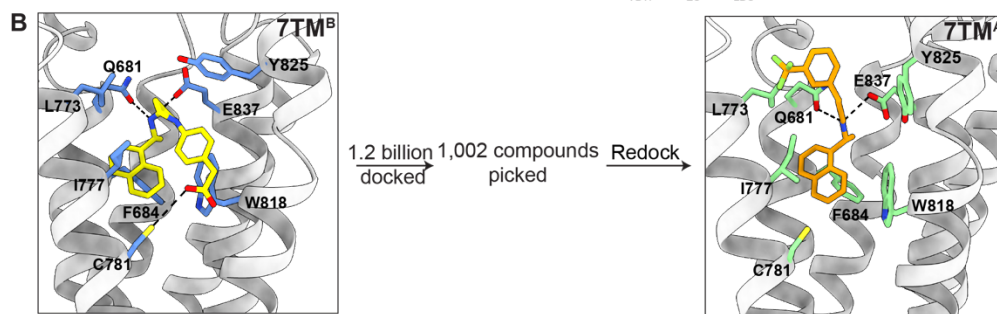 B
7TMB
Q681
Y825
L773
E837
I777
F684
W818
C781
1.2 billion
docked
1,002 compounds
picked
Redock
7TM
Y825
E837
L773
Q681
I777
F684
W818
C781